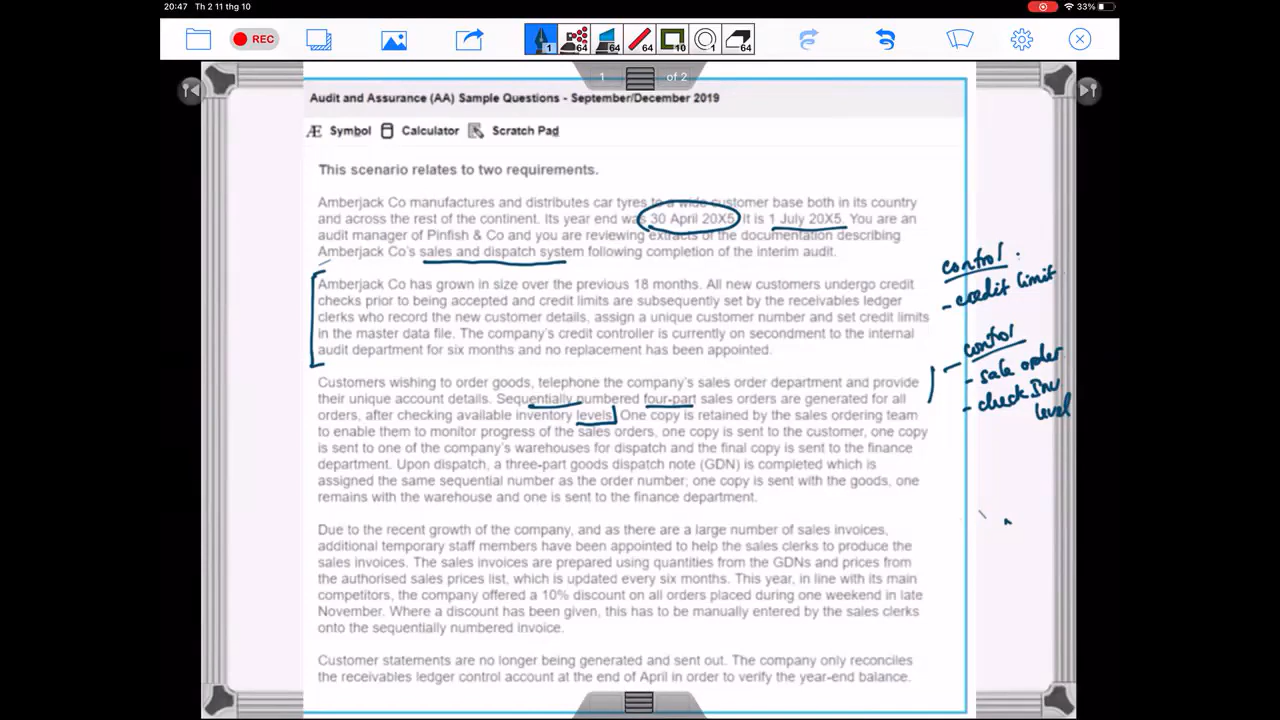 20:47 Th 2 11 thg 10
33%
REC
1
64
64
64
10
1
64
1 of 2
Audit and Assurance (AA) Sample Questions - September/December 2019
Æ Symbol Calculator Scratch Pad
This scenario relates to two requirements.
Amberjack Co manufactures and distributes car tyres to a wide customer base both in its country
and across the rest of the continent. Its year end was 30 April 20X5. It is 1 July 20X5. You are an
audit manager of Pinfish & Co and you are reviewing extracts of the documentation describing
Amberjack Co's sales and dispatch system following completion of the interim audit.
Amberjack Co has grown in size over the previous 18 months. All new customers undergo credit
checks prior to being accepted and credit limits are subsequently set by the receivables ledger
clerks who record the new customer details, assign a unique customer number and set credit limits
in the master data file. The company's credit controller is currently on secondment to the internal
audit department for six months and no replacement has been appointed.
control
- credit limit
Customers wishing to order goods, telephone the company's sales order department and provide
their unique account details. Sequentially numbered four-part sales orders are generated for all
orders, after checking available inventory levels. One copy is retained by the sales ordering team
to enable them to monitor progress of the sales orders, one copy is sent to the customer, one copy
is sent to one of the company's warehouses for dispatch and the final copy is sent to the finance
department. Upon dispatch, a three-part goods dispatch note (GDN) is completed which is
assigned the same sequential number as the order number; one copy is sent with the goods, one
remains with the warehouse and one is sent to the finance department.
control
- sale order
- check Inv
level
Due to the recent growth of the company, and as there are a large number of sales invoices,
additional temporary staff members have been appointed to help the sales clerks to produce the
sales invoices. The sales invoices are prepared using quantities from the GDNs and prices from
the authorised sales prices list, which is updated every six months. This year, in line with its main
competitors, the company offered a 10% discount on all orders placed during one weekend in late
November. Where a discount has been given, this has to be manually entered by the sales clerks
onto the sequentially numbered invoice.
Customer statements are no longer being generated and sent out. The company only reconciles
the receivables ledger control account at the end of April in order to verify the year-end balance.